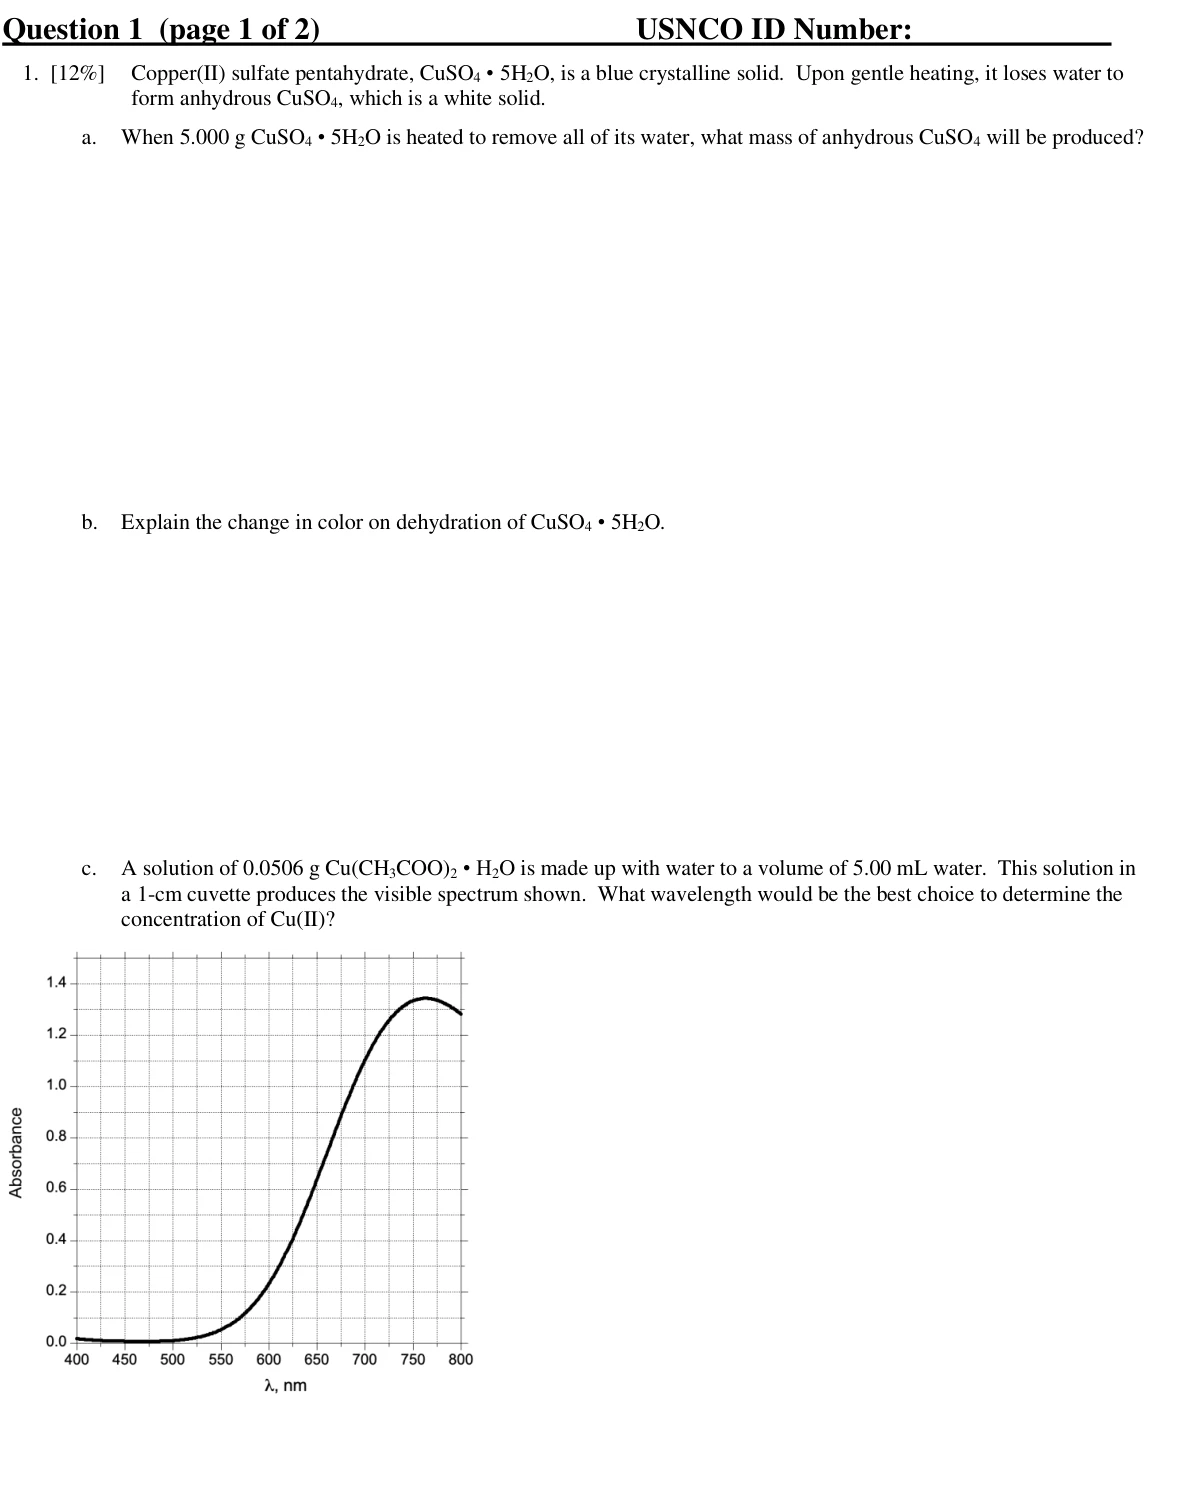 Question 1 (page 1 of 2) USNCO ID Number:
1. [12%] Copper(II) sulfate pentahydrate, CuSO₄ • 5H₂O, is a blue crystalline solid. Upon gentle heating, it loses water to
form anhydrous CuSO₄, which is a white solid.
a. When 5.000 g CuSO₄ • 5H₂O is heated to remove all of its water, what mass of anhydrous CuSO₄ will be produced?
b. Explain the change in color on dehydration of CuSO₄ • 5H₂O.
c. A solution of 0.0506 g Cu(CH₃COO)₂ • H₂O is made up with water to a volume of 5.00 mL water. This solution in
a 1-cm cuvette produces the visible spectrum shown. What wavelength would be the best choice to determine the
concentration of Cu(II)?
1.4
1.2
1.0
0.8
0.6
0.4
0.2
0.0
Absorbance
400 450 500 550 600 650 700 750 800
λ, nm